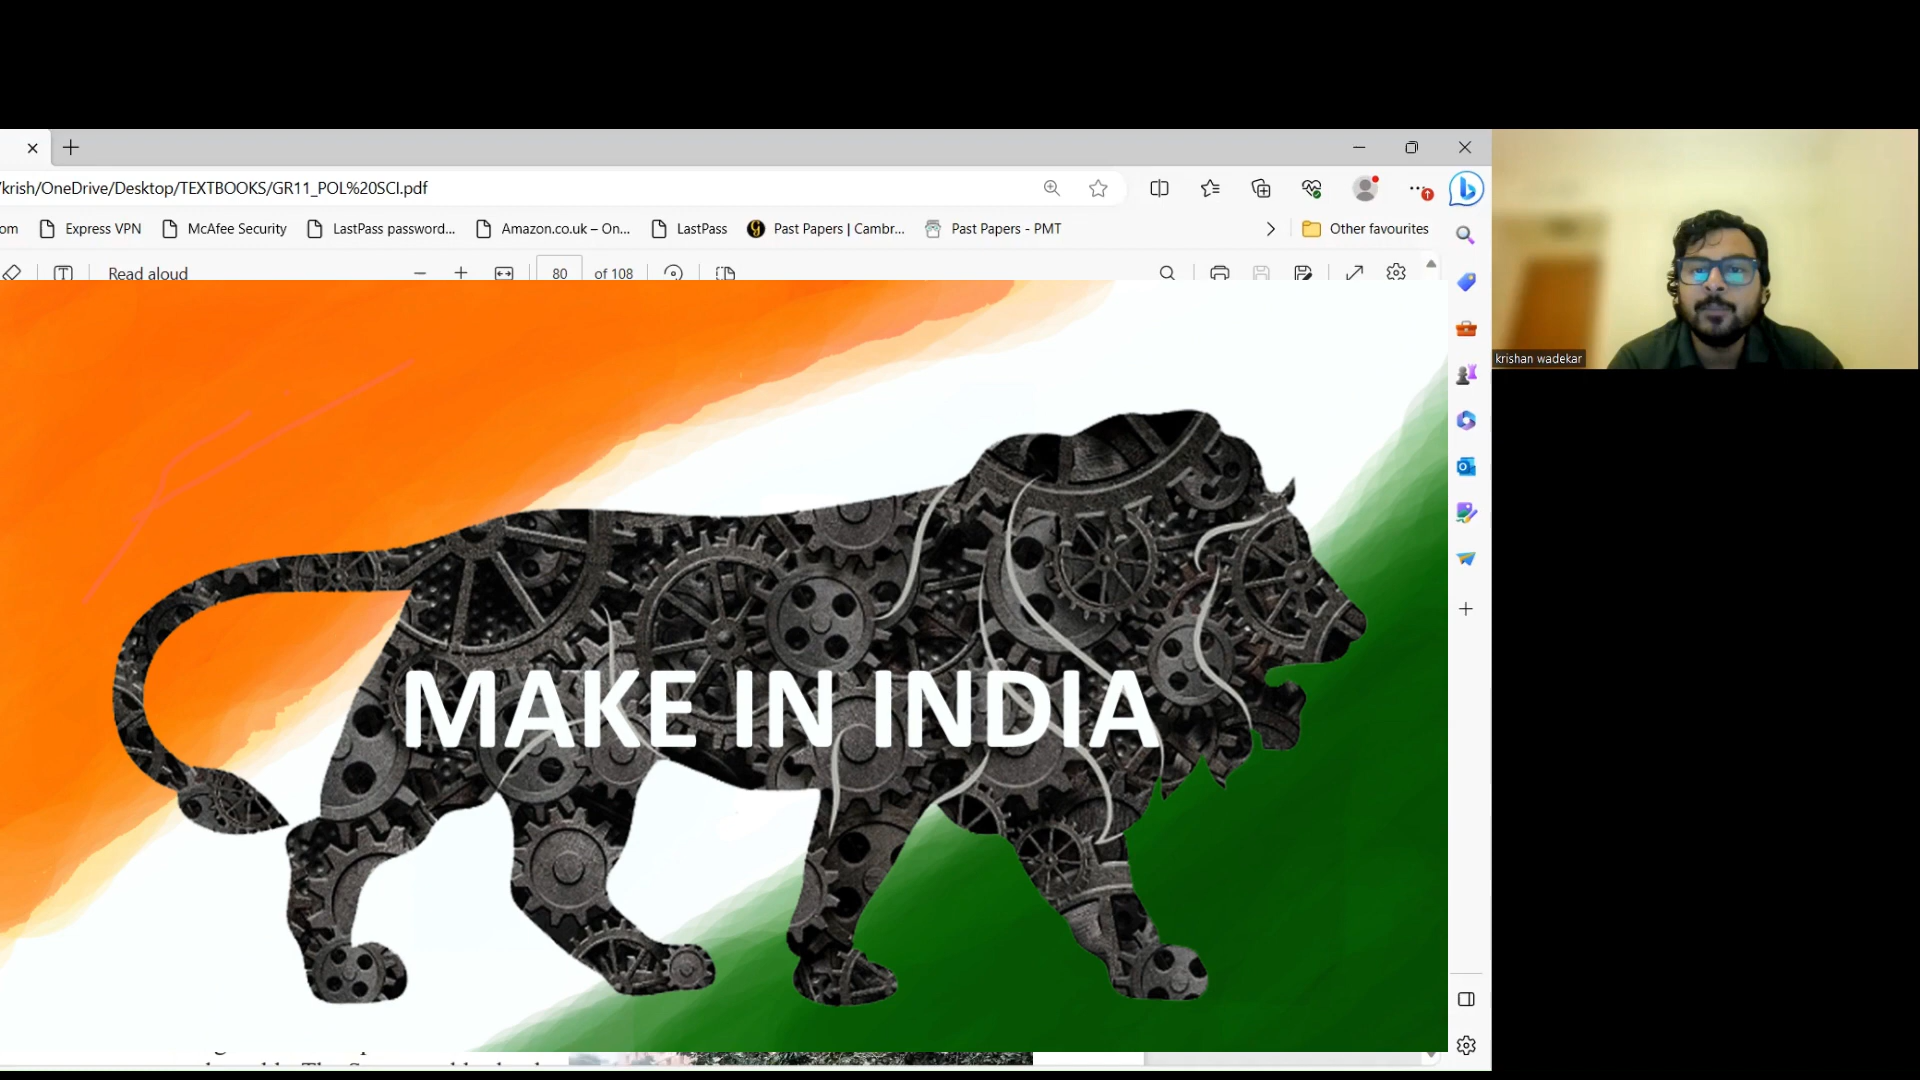 krish/OneDrive/Desktop/TEXTBOOKS/GR11_POL%20SCI.pdf
om Express VPN McAfee Security LastPass password... Amazon.co.uk – On... LastPass Past Papers | Cambr... Past Papers - PMT Other favourites
Read aloud 80 of 108
krishan wadekar
MAKE IN INDIA